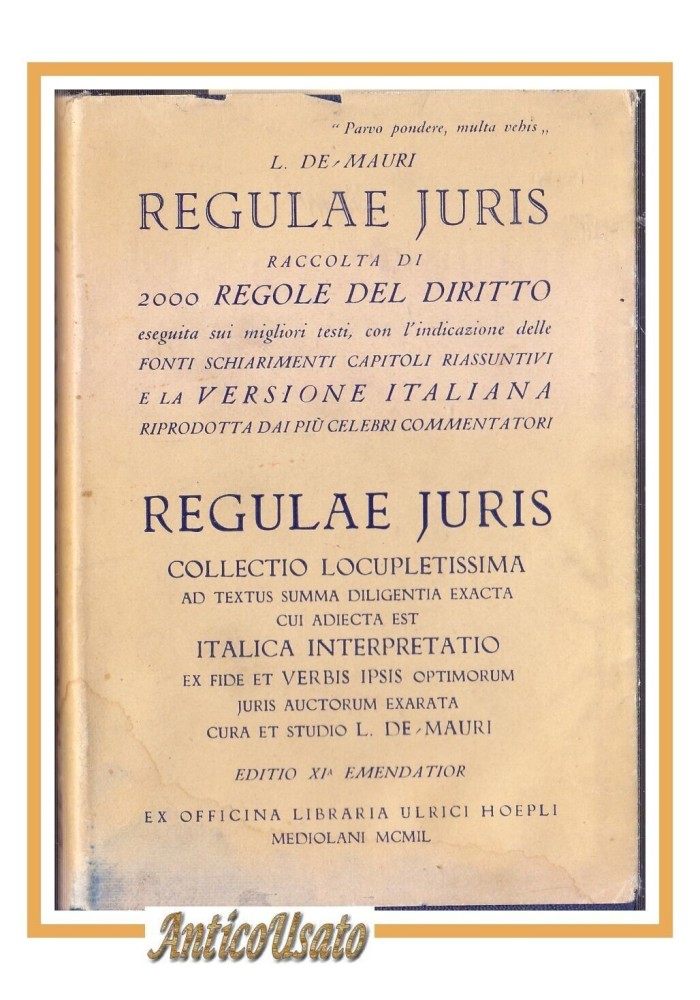 “ Parvo pondere, multa vehis „
L. DE-MAURI
REGULAE JURIS
RACCOLTA DI
2000 REGOLE DEL DIRITTO
eseguita sui migliori testi, con l'indicazione delle
FONTI SCHIARIMENTI CAPITOLI RIASSUNTIVI
E LA VERSIONE ITALIANA
RIPRODOTTA DAI PIÙ CELEBRI COMMENTATORI
REGULAE JURIS
COLLECTIO LOCUPLETISSIMA
AD TEXTUS SUMMA DILIGENTIA EXACTA
CUI ADIECTA EST
ITALICA INTERPRETATIO
EX FIDE ET VERBIS IPSIS OPTIMORUM
JURIS AUCTORUM EXARATA
CURA ET STUDIO L. DE-MAURI
EDITIO XIᴬ EMENDATIOR
EX OFFICINA LIBRARIA ULRICI HOEPLI
MEDIOLANI MCMIL
AnticoUsato